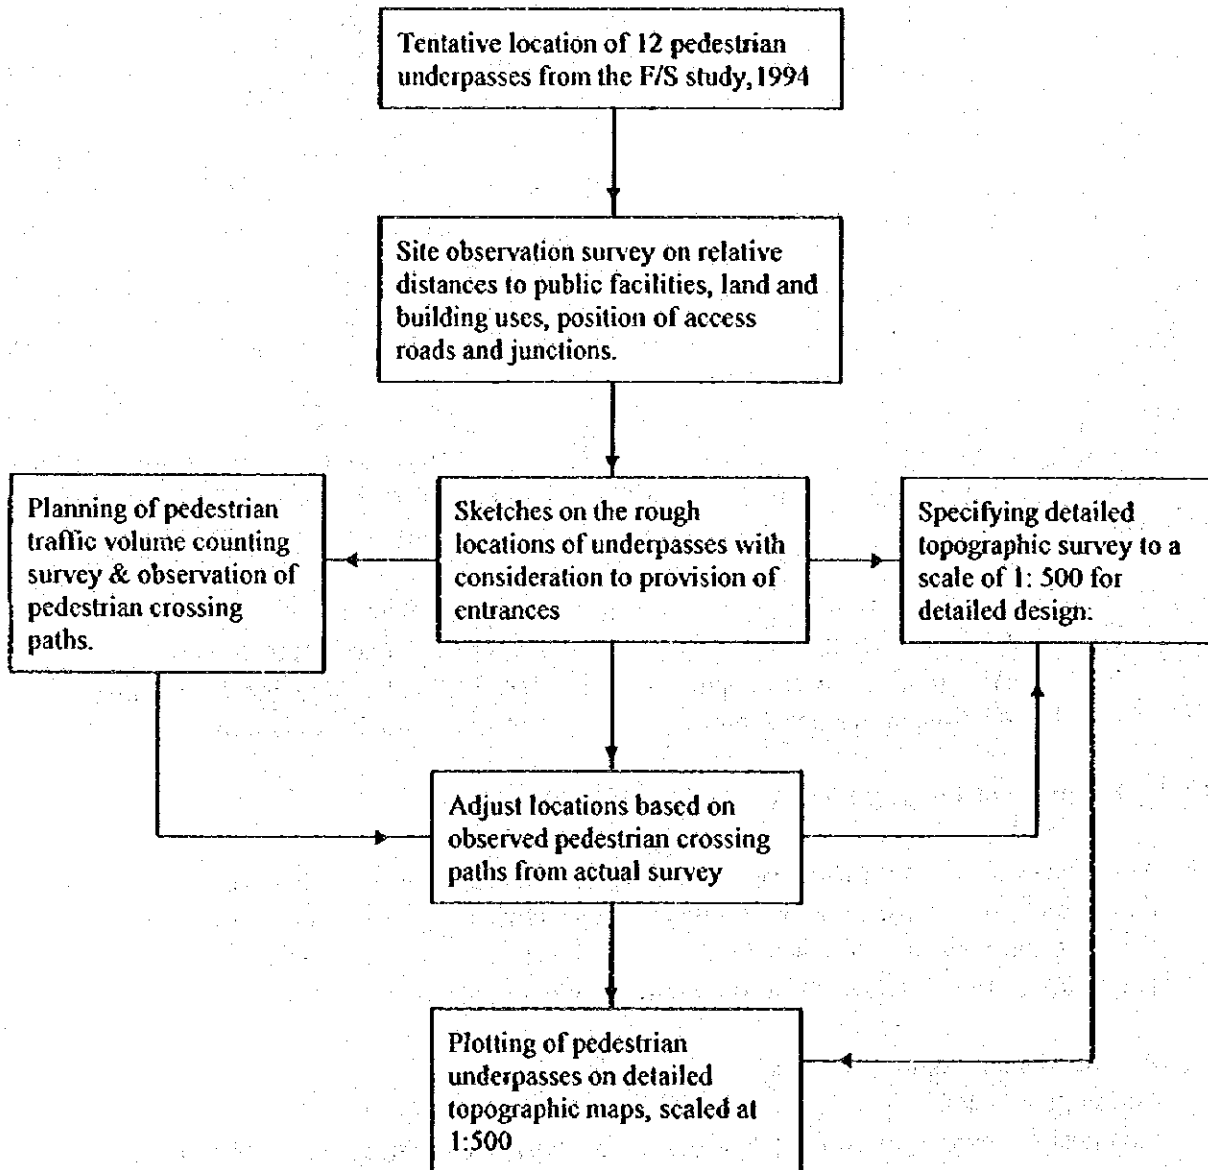 Tentative location of 12 pedestrian
underpasses from the F/S study, 1994
Site observation survey on relative
distances to public facilities, land and
building uses, position of access
roads and junctions.
Planning of pedestrian
traffic volume counting
survey & observation of
pedestrian crossing
paths.
Sketches on the rough
locations of underpasses with
consideration to provision of
entrances
Specifying detailed
topographic survey to a
scale of 1: 500 for
detailed design.
Adjust locations based on
observed pedestrian crossing
paths from actual survey
Plotting of pedestrian
underpasses on detailed
topographic maps, scaled at
1:500